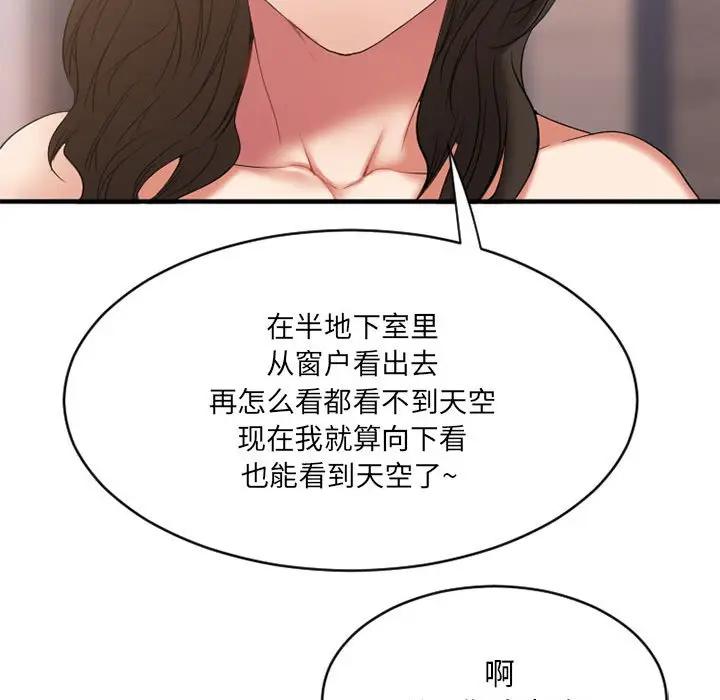 在半地下室里
从窗户看出去
再怎么看都看不到天空
现在我就算向下看
也能看到天空了~
啊